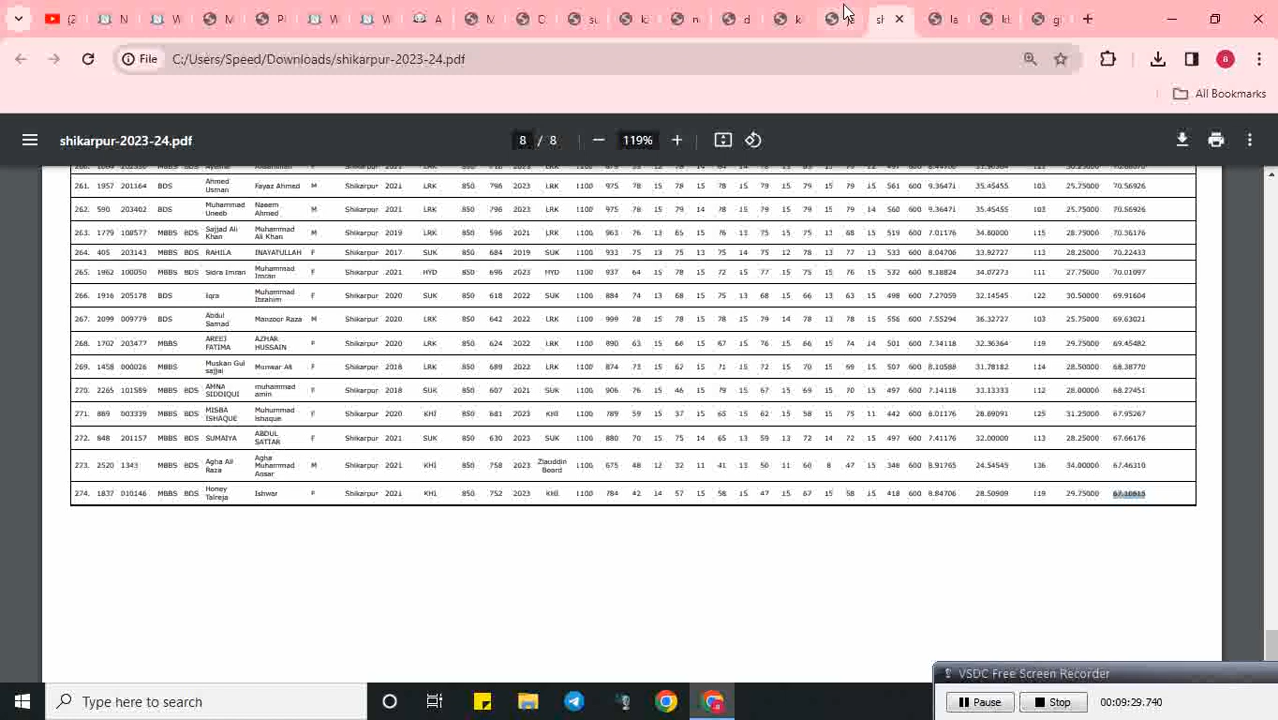 (2
N
W
M
P
W
W
A
M
su
n
d
k
sh
la
kl
g
File C:/Users/Speed/Downloads/shikarpur-2023-24.pdf
8
All Bookmarks
shikarpur-2023-24.pdf 8 / 8 119%
261. 1957 201164 BDS Ahmed Usman Fayaz Ahmed M Shikarpur 2021 LRK 850 796 2023 LRK 1100 975 78 15 78 15 78 15 79 15 79 15 79 15 561 600 9.36471 35.45455 103 25.75000 70.56926
262. 590 203402 BDS Muhammad Uneeb Naeem Ahmed M Shikarpur 2021 LRK 850 796 2023 LRK 1100 975 78 15 79 14 78 15 79 15 79 15 79 14 560 600 9.36471 35.45455 103 25.75000 70.56926
263. 1779 108577 MBBS BDS Sajjad Ali Khan Muhammad Ali Khan M Shikarpur 2019 LRK 850 596 2021 LRK 1100 963 76 13 65 15 76 13 75 15 75 13 68 15 519 600 7.01176 34.80000 115 28.75000 70.36176
264. 405 203143 MBBS BDS RAHILA INAYATULLAH F Shikarpur 2017 SUK 850 684 2019 SUK 1100 933 75 13 75 13 75 14 75 12 78 13 77 13 533 600 8.04706 33.92727 113 28.25000 70.22433
265. 1962 100050 MBBS BDS Sidra Imran Muhammad Imran F Shikarpur 2021 HYD 850 696 2023 HYD 1100 937 64 15 78 15 72 15 77 15 75 15 76 15 532 600 8.18824 34.07273 111 27.75000 70.01097
266. 1916 205178 BDS Iqra Muhammad Ibrahim F Shikarpur 2020 SUK 850 618 2022 SUK 1100 884 74 13 68 15 75 13 68 15 66 13 63 15 498 600 7.27059 32.14545 122 30.50000 69.91604
267. 2099 009779 BDS Abdul Samad Manzoor Raza M Shikarpur 2020 LRK 850 642 2022 LRK 1100 999 78 15 78 15 78 15 79 14 78 13 78 15 556 600 7.55294 36.32727 103 25.75000 69.63021
268. 1702 203477 MBBS AREEJ FATIMA AZHAR HUSSAIN F Shikarpur 2020 LRK 850 624 2022 LRK 1100 890 63 15 66 15 67 15 76 15 66 15 74 14 501 600 7.34118 32.36364 119 29.75000 69.45482
269. 1458 000026 MBBS Muskan Gul sajjai Munwar Ali F Shikarpur 2018 LRK 850 689 2022 LRK 1100 874 73 15 62 15 71 15 72 15 70 15 69 15 507 600 8.10588 31.78182 114 28.50000 68.38770
270. 2265 101589 MBBS BDS AMNA SIDDIQUI muhammad amin F Shikarpur 2018 SUK 850 607 2021 SUK 1100 906 76 15 46 15 79 15 67 15 69 15 70 15 497 600 7.14118 33.13333 112 28.00000 68.27451
271. 869 003339 MBBS BDS MISBA ISHAQUE Muhammad Ishaque F Shikarpur 2020 KHI 850 681 2023 KHI 1100 789 59 15 37 15 65 15 62 15 58 15 75 11 442 600 8.01176 28.69091 125 31.25000 67.95267
272. 848 201157 MBBS BDS SUMAIYA ABDUL SATTAR F Shikarpur 2021 SUK 850 630 2023 SUK 1100 880 70 15 75 14 65 13 59 13 72 14 72 15 497 600 7.41176 32.00000 113 28.25000 67.66176
273. 2520 1343 MBBS BDS Agha Ali Raza Agha Muhammad Ansar M Shikarpur 2021 KHI 850 758 2023 Ziauddin Board 1100 675 48 12 32 11 41 13 50 11 60 8 47 15 348 600 8.91765 24.54545 136 34.00000 67.46310
274. 1837 010146 MBBS BDS Honey Talreja Ishwar F Shikarpur 2021 KHI 850 752 2023 KHI 1100 784 42 14 57 15 58 15 47 15 67 15 58 15 418 600 8.84706 28.50909 119 29.75000 67.10615
VSDC Free Screen Recorder
Pause Stop 00:09:29.740
Type here to search